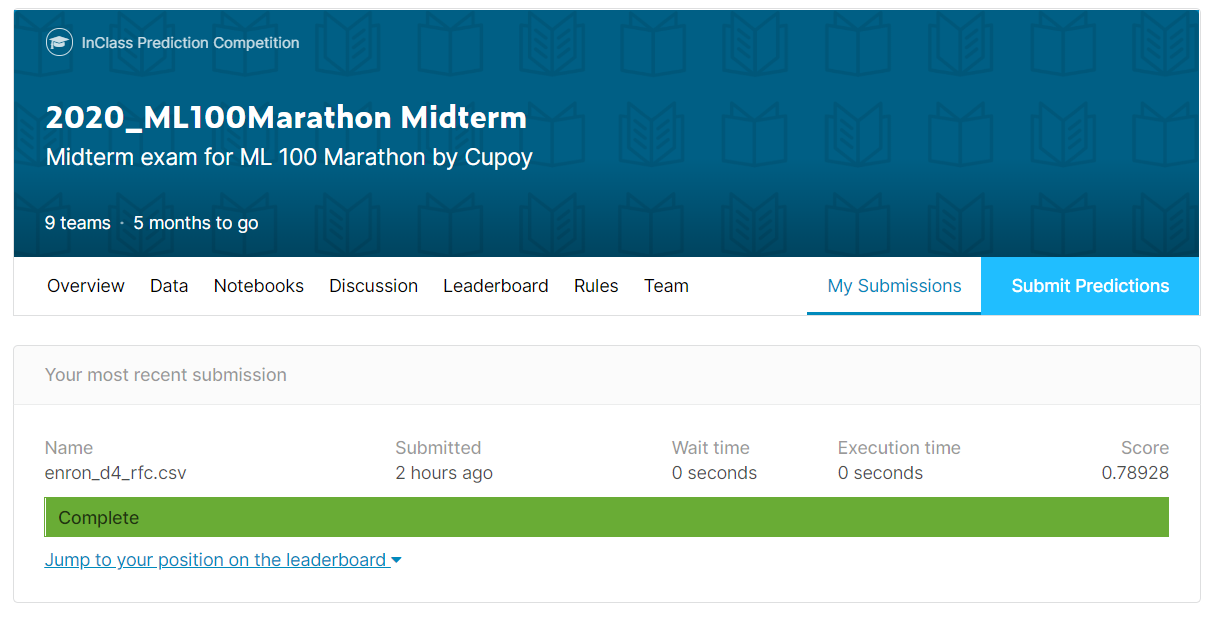 InClass Prediction Competition
2020_ML100Marathon Midterm
Midterm exam for ML 100 Marathon by Cupoy
9 teams · 5 months to go
Overview Data Notebooks Discussion Leaderboard Rules Team My Submissions Submit Predictions
Your most recent submission
Name Submitted Wait time Execution time Score
enron_d4_rfc.csv 2 hours ago 0 seconds 0 seconds 0.78928
Complete
Jump to your position on the leaderboard